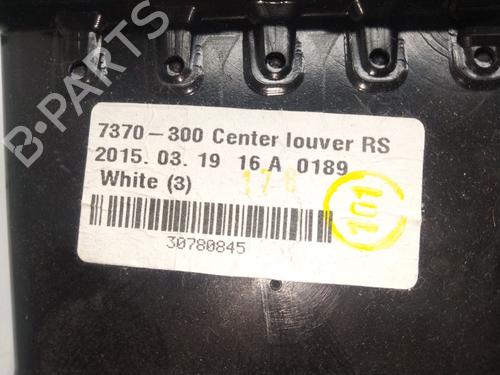 B-PARTS
7370-300 Center louver RS
2015. 03. 19 16 A 0189
White (3)
30780845
101